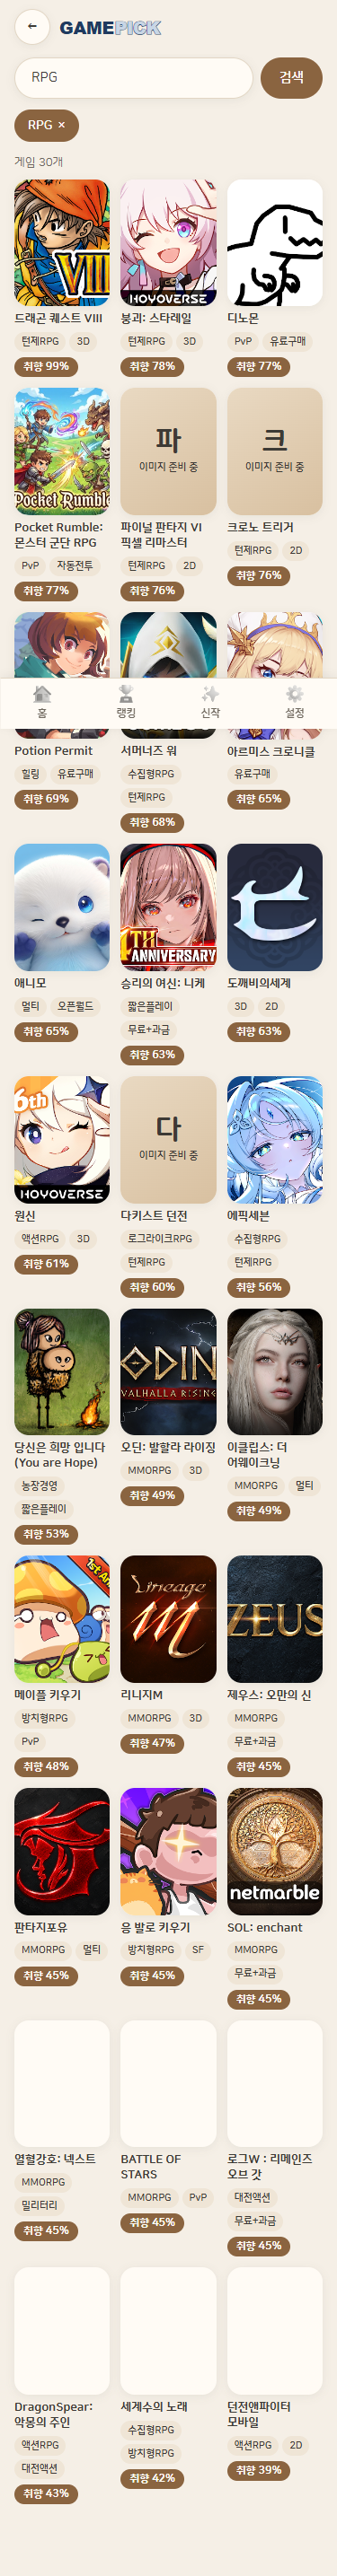 ←
GAMEPICK
RPG
검색
RPG ×
게임 30개
VIII
HOYOVERSE
드래곤 퀘스트 VIII
턴제RPG 3D
취향 99%
붕괴: 스타레일
턴제RPG 3D
취향 78%
디노몬
PvP 유료구매
취향 77%
Pocket Rumble
파
이미지 준비 중
크
이미지 준비 중
Pocket Rumble:
몬스터 군단 RPG
PvP 자동전투
취향 77%
파이널 판타지 VI
픽셀 리마스터
턴제RPG 2D
취향 76%
크로노 트리거
턴제RPG 2D
취향 76%
홈
랭킹
신작
설정
Potion Permit
힐링 유료구매
취향 69%
서머너즈 워
수집형RPG
턴제RPG
취향 68%
아르미스 크로니클
유료구매
취향 65%
4TH
ANNIVERSARY
애니모
멀티 오픈월드
취향 65%
승리의 여신: 니케
짧은플레이
무료+과금
취향 63%
도깨비의세계
3D 2D
취향 63%
6th
HOYOVERSE
다
이미지 준비 중
원신
액션RPG 3D
취향 61%
다키스트 던전
로그라이크RPG
턴제RPG
취향 60%
에픽세븐
수집형RPG
턴제RPG
취향 56%
ODIN
VALHALLA RISING
당신은 희망 입니다
(You are Hope)
농장경영
짧은플레이
취향 53%
오딘: 발할라 라이징
MMORPG 3D
취향 49%
이클립스: 더
어웨이크닝
MMORPG 멀티
취향 49%
1st
Lineage
M
ZEUS
메이플 키우기
방치형RPG
PvP
취향 48%
리니지M
MMORPG 3D
취향 47%
제우스: 오만의 신
MMORPG
무료+과금
취향 45%
netmarble
판타지포유
MMORPG 멀티
취향 45%
응 발로 키우기
방치형RPG SF
취향 45%
SOL: enchant
MMORPG
무료+과금
취향 45%
열혈강호: 넥스트
MMORPG
밀리터리
취향 45%
BATTLE OF
STARS
MMORPG PvP
취향 45%
로그W : 리메인즈
오브 갓
대전액션
무료+과금
취향 45%
DragonSpear:
악몽의 주인
액션RPG
대전액션
취향 43%
세계수의 노래
수집형RPG
방치형RPG
취향 42%
던전앤파이터
모바일
액션RPG 2D
취향 39%